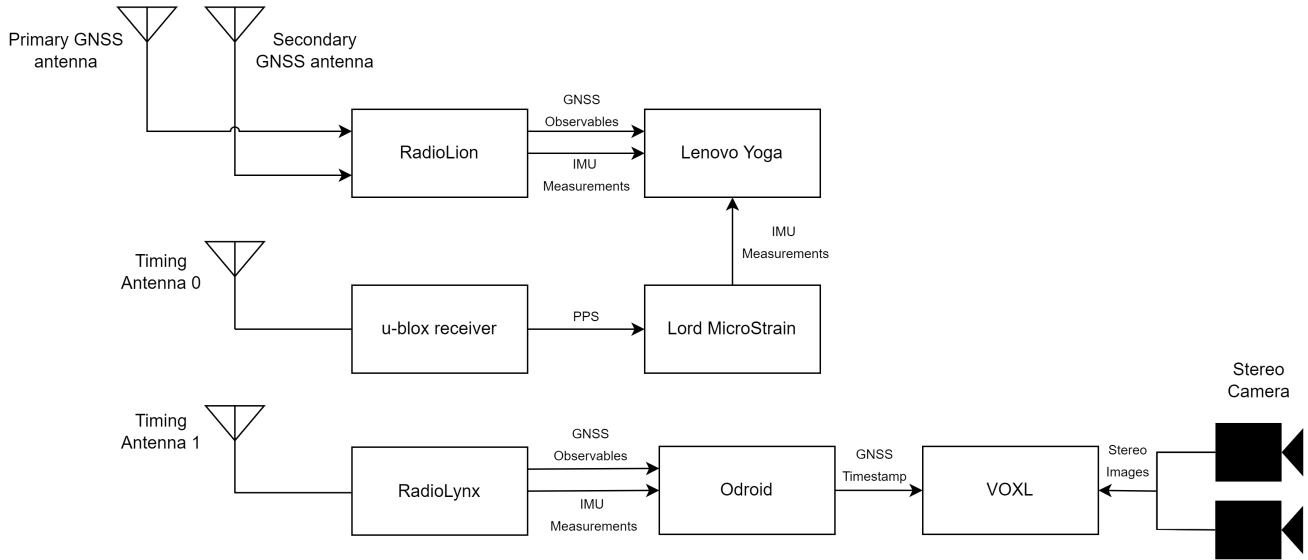 Primary GNSS
antenna
Secondary
GNSS antenna
GNSS
Observables
RadioLion
Lenovo Yoga
IMU
Measurements
IMU
Measurements
Timing
Antenna 0
u-blox receiver
PPS
Lord MicroStrain
Stereo
Camera
Timing
Antenna 1
GNSS
Observables
RadioLynx
IMU
Measurements
Odroid
GNSS
Timestamp
VOXL
Stereo
Images